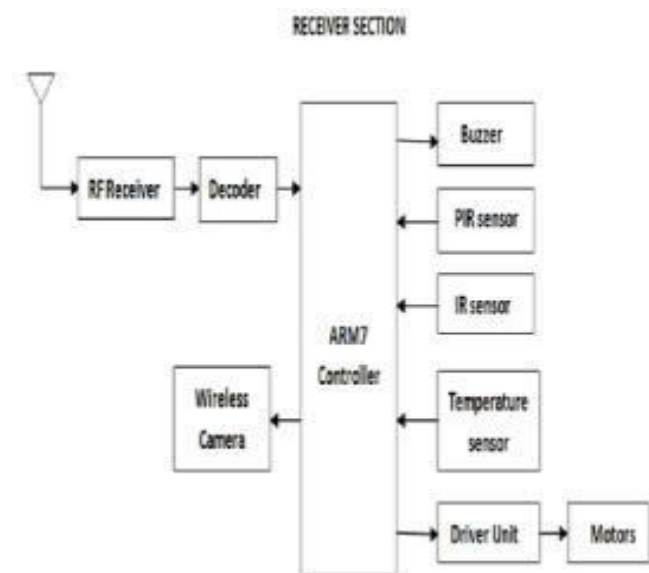 RECEIVER SECTION
RF Receiver
Decoder
ARM7
Controller
Wireless
Camera
Buzzer
PIR sensor
IR sensor
Temperature
sensor
Driver Unit
Motors